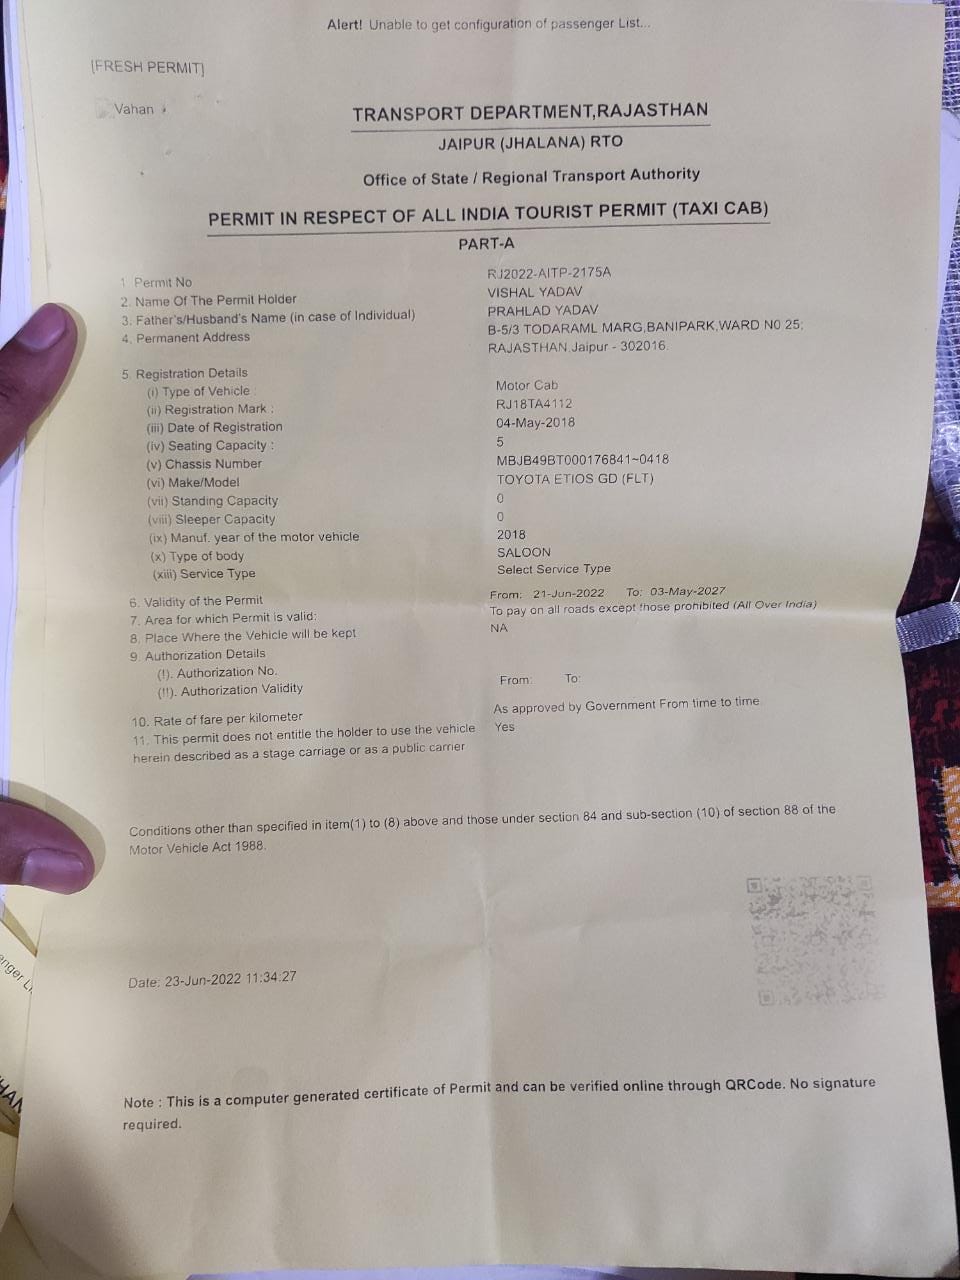 Alert! Unable to get configuration of passenger List...
[FRESH PERMIT]
Vahan
TRANSPORT DEPARTMENT,RAJASTHAN
JAIPUR (JHALANA) RTO
Office of State / Regional Transport Authority
PERMIT IN RESPECT OF ALL INDIA TOURIST PERMIT (TAXI CAB)
PART-A
1 Permit No RJ2022-AITP-2175A
2. Name Of The Permit Holder VISHAL YADAV
3. Father's/Husband's Name (in case of Individual) PRAHLAD YADAV
4. Permanent Address B-5/3 TODARAML MARG,BANIPARK,WARD N0 25;
RAJASTHAN,Jaipur - 302016.
5. Registration Details
(i) Type of Vehicle : Motor Cab
(ii) Registration Mark : RJ18TA4112
(iii) Date of Registration 04-May-2018
(iv) Seating Capacity : 5
(v) Chassis Number MBJB49BT000176841~0418
(vi) Make/Model TOYOTA ETIOS GD (FLT)
(vii) Standing Capacity 0
(viii) Sleeper Capacity 0
(ix) Manuf. year of the motor vehicle 2018
(x) Type of body SALOON
(xiii) Service Type Select Service Type
6. Validity of the Permit From: 21-Jun-2022 To: 03-May-2027
7. Area for which Permit is valid: To pay on all roads except those prohibited (All Over India)
8. Place Where the Vehicle will be kept NA
9. Authorization Details
(!). Authorization No.
(!!). Authorization Validity From: To:
10. Rate of fare per kilometer As approved by Government From time to time
11. This permit does not entitle the holder to use the vehicle Yes
herein described as a stage carriage or as a public carrier
Conditions other than specified in item(1) to (8) above and those under section 84 and sub-section (10) of section 88 of the
Motor Vehicle Act 1988.
Date: 23-Jun-2022 11:34:27
Note : This is a computer generated certificate of Permit and can be verified online through QRCode. No signature
required.